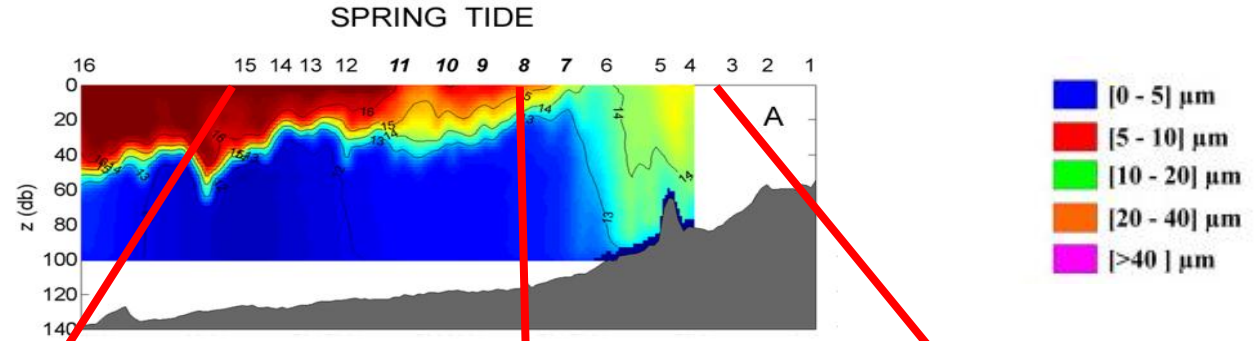 SPRING TIDE
16 15 14 13 12 11 10 9 8 7 6 5 4 3 2 1
0
20
40
60
80
100
120
140
z (db)
A
16
15
14
13
14
13
[0 - 5] µm
[5 - 10] µm
[10 - 20] µm
[20 - 40] µm
[>40 ] µm